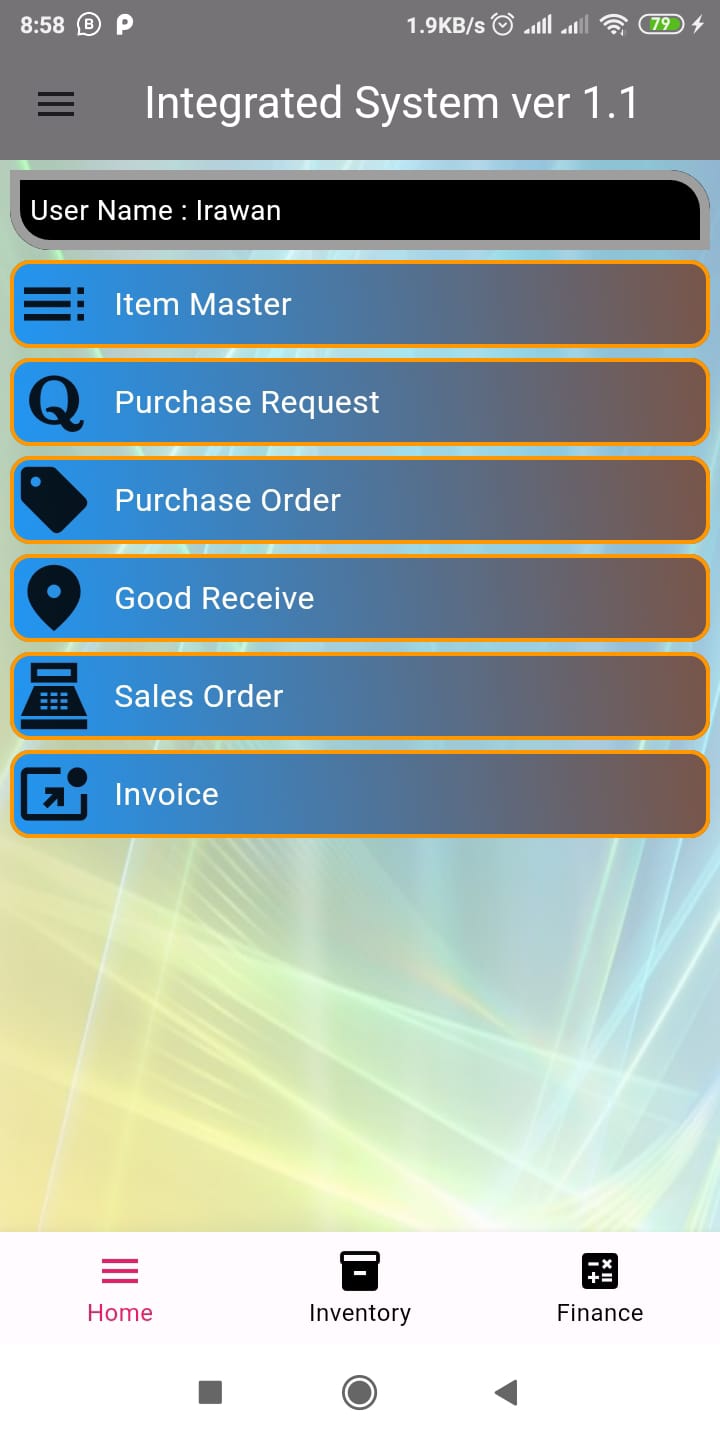 8:58 B P 1.9KB/s 79
Integrated System ver 1.1
User Name : Irawan
Item Master
Q Purchase Request
Purchase Order
Good Receive
Sales Order
Invoice
Home Inventory Finance